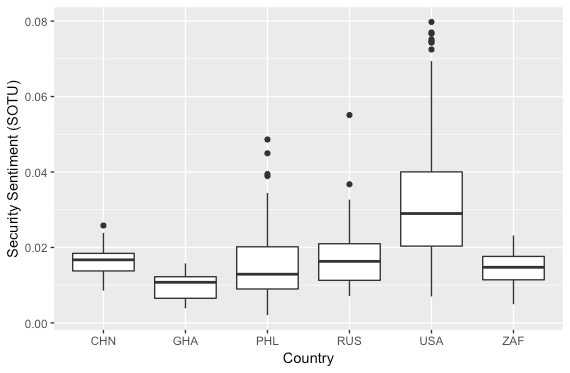 Security Sentiment (SOTU)
0.08
0.06
0.04
0.02
0.00
CHN GHA PHL RUS USA ZAF
Country